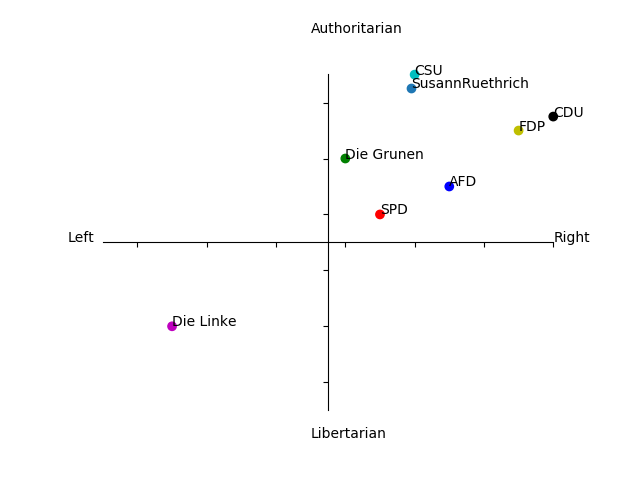 Authoritarian
CSU
SusannRuethrich
CDU
FDP
Die Grunen
AFD
SPD
Left
Right
Die Linke
Libertarian